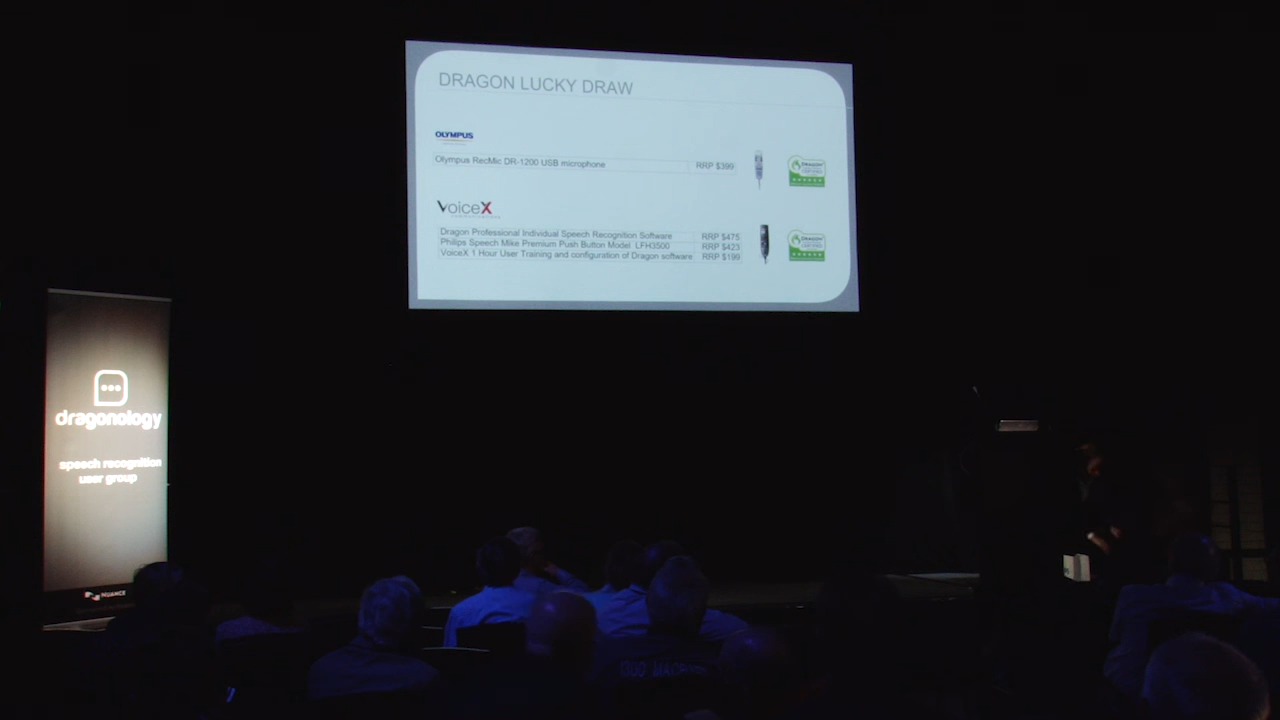 DRAGON LUCKY DRAW
OLYMPUS
Olympus RecMic DR-1200 USB microphone RRP $399
DRAGON
VoiceX
Dragon Professional Individual Speech Recognition Software RRP $475
Philips Speech Mike Premium Push Button Model LFH3500 RRP $423
VoiceX 1 Hour User Training and configuration of Dragon software RRP $199
DRAGON
dragonology
speech recognition
user group
NUANCE